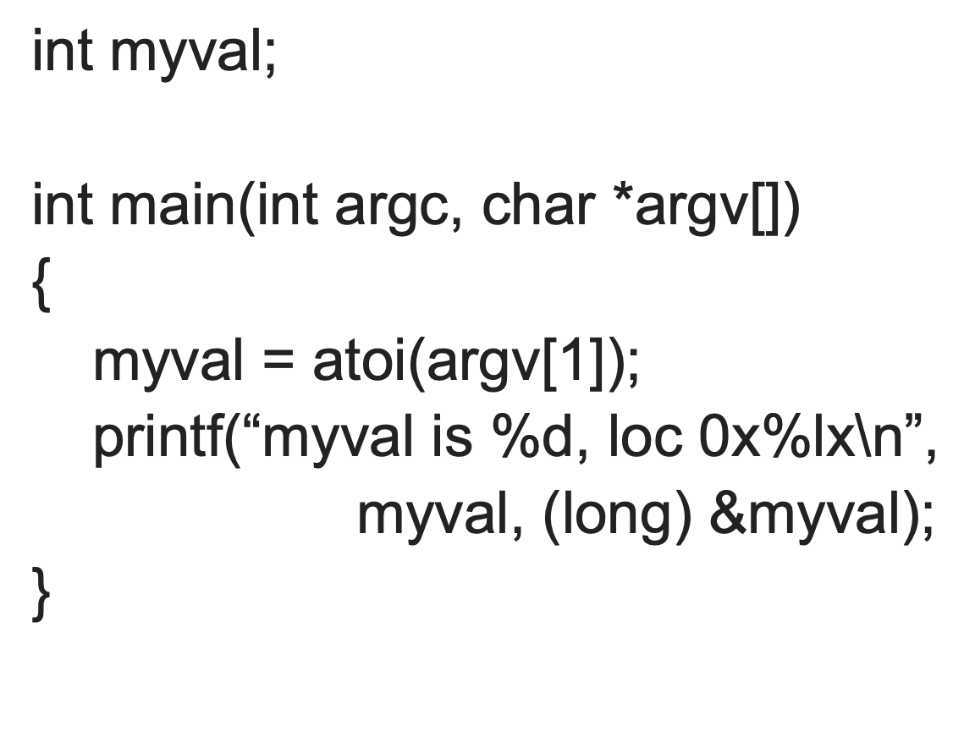 int myval;
int main(int argc, char *argv[])
{
myval = atoi(argv[1]);
printf(“myval is %d, loc 0x%lx\n”,
myval, (long) &myval);
}